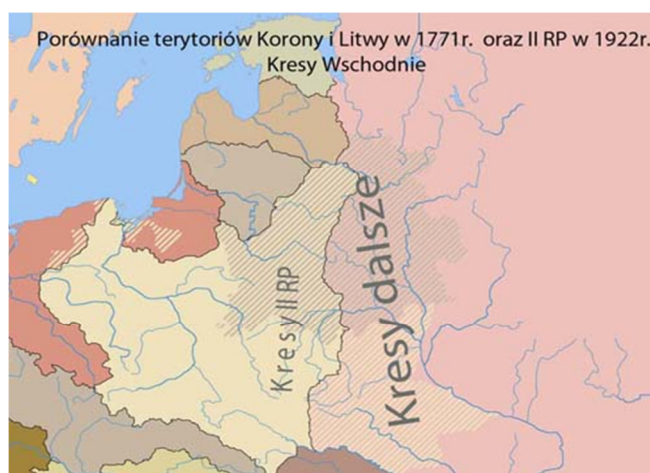 Porównanie terytoriów Korony i Litwy w 1771r. oraz II RP w 1922r.
Kresy Wschodnie
Kresy II RP
Kresy dalsze